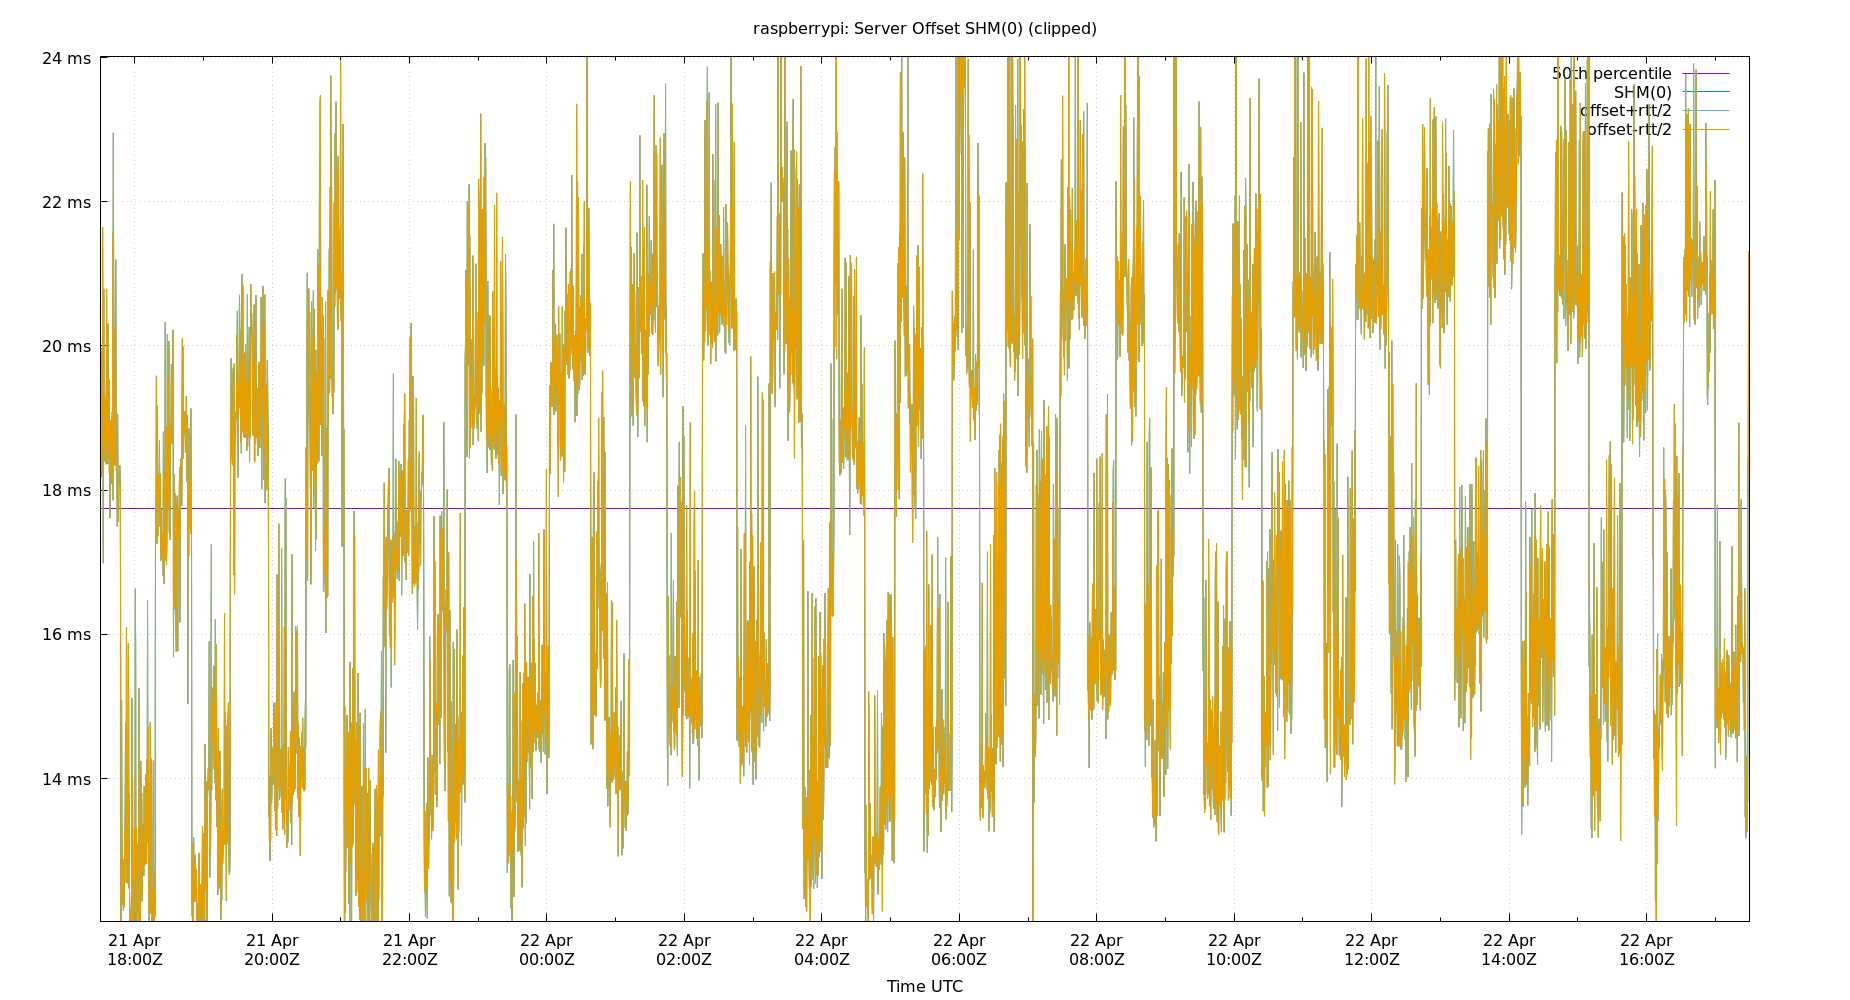 raspberrypi: Server Offset SHM(0) (clipped)
24 ms
22 ms
20 ms
18 ms
16 ms
14 ms
50th percentile
SHM(0)
offset+rtt/2
offset-rtt/2
21 Apr 21 Apr 21 Apr 22 Apr 22 Apr 22 Apr 22 Apr 22 Apr 22 Apr 22 Apr 22 Apr 22 Apr
18:00Z 20:00Z 22:00Z 00:00Z 02:00Z 04:00Z 06:00Z 08:00Z 10:00Z 12:00Z 14:00Z 16:00Z
Time UTC